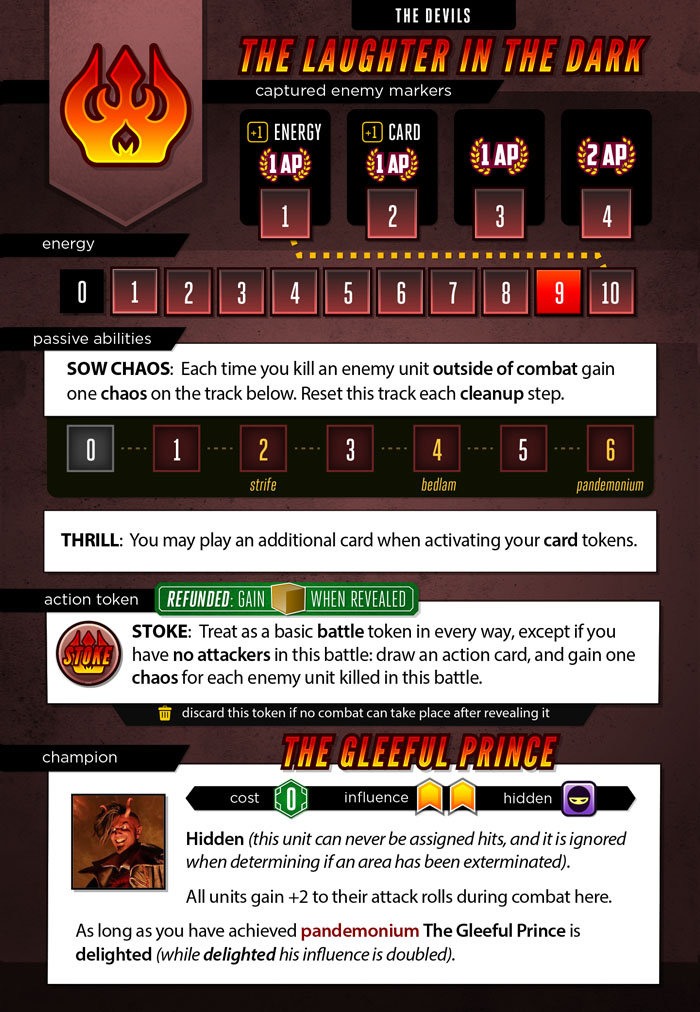 THE DEVILS
THE LAUGHTER IN THE DARK
captured enemy markers
+1 ENERGY
1 AP
1
+1 CARD
1 AP
2
1 AP
3
2 AP
4
energy
0 1 2 3 4 5 6 7 8 9 10
passive abilities
SOW CHAOS: Each time you kill an enemy unit outside of combat gain
one chaos on the track below. Reset this track each cleanup step.
0 1 2 3 4 5 6
strife bedlam pandemonium
THRILL: You may play an additional card when activating your card tokens.
action token
REFUNDED: GAIN WHEN REVEALED
STOKE
STOKE: Treat as a basic battle token in every way, except if you
have no attackers in this battle: draw an action card, and gain one
chaos for each enemy unit killed in this battle.
discard this token if no combat can take place after revealing it
champion
THE GLEEFUL PRINCE
cost 0 influence hidden
Hidden (this unit can never be assigned hits, and it is ignored
when determining if an area has been exterminated).
All units gain +2 to their attack rolls during combat here.
As long as you have achieved pandemonium The Gleeful Prince is
delighted (while delighted his influence is doubled).